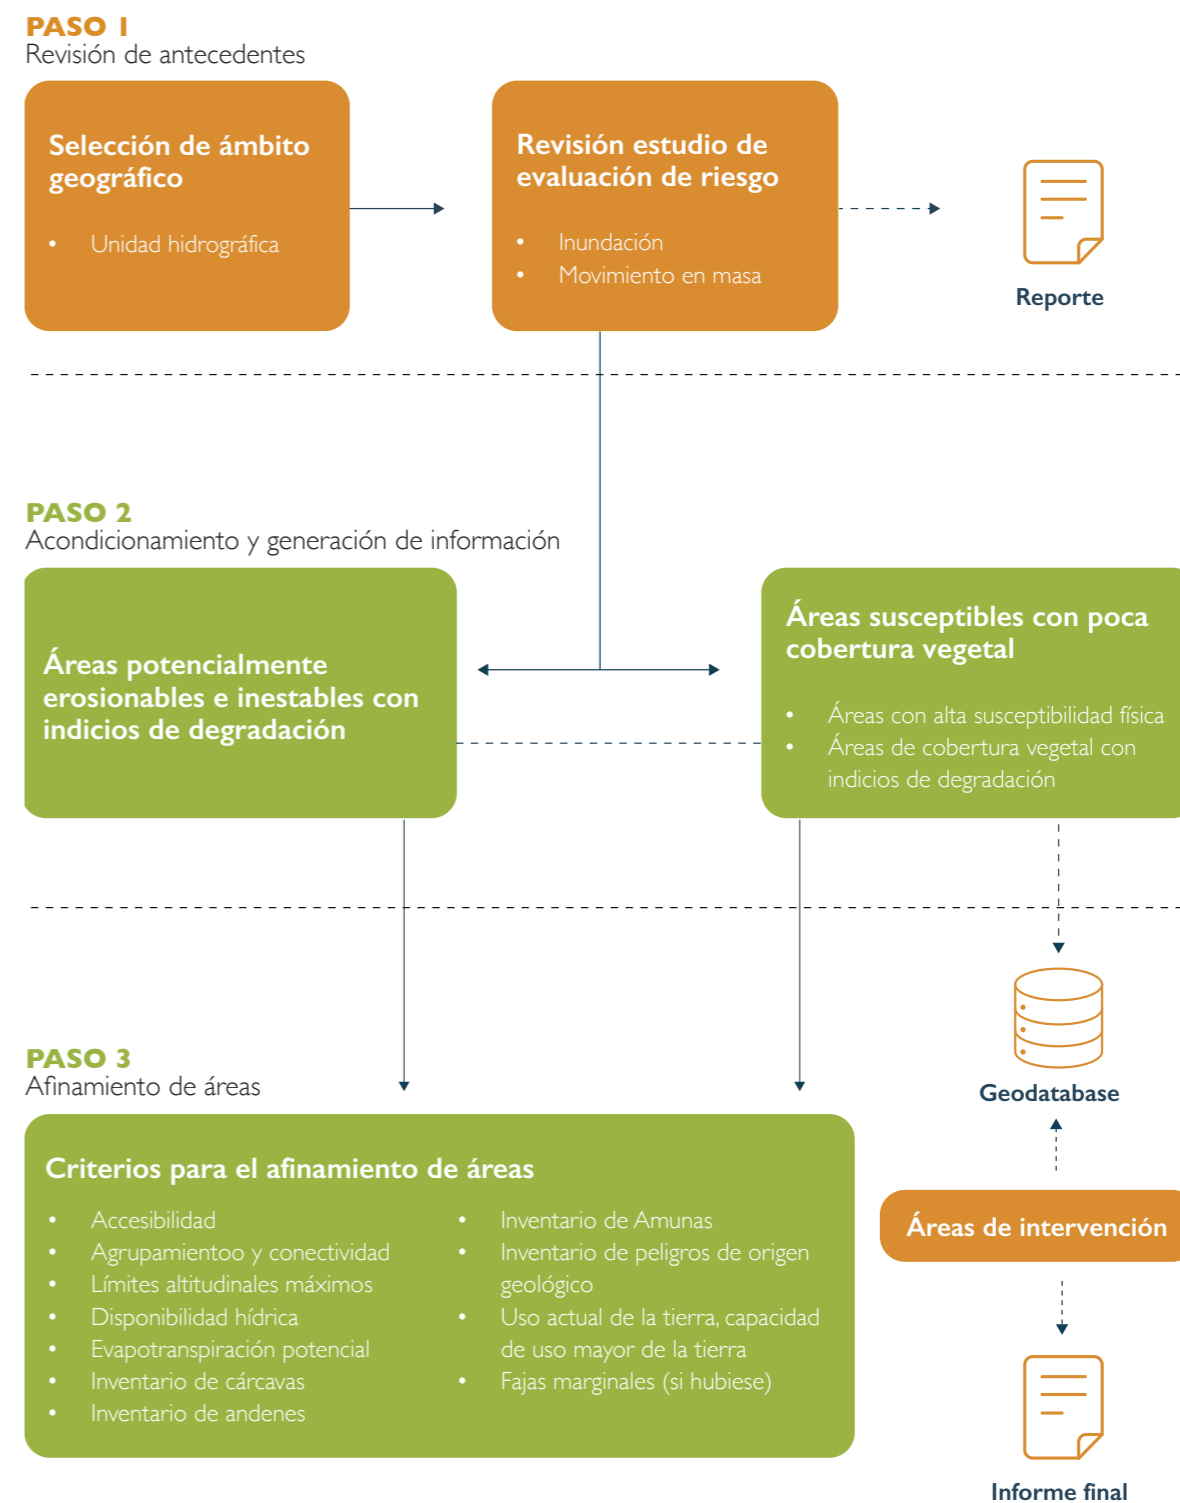 PASO 1
Revisión de antecedentes
Selección de ámbito
geográfico
• Unidad hidrográfica
Revisión estudio de
evaluación de riesgo
• Inundación
• Movimiento en masa
Reporte
PASO 2
Acondicionamiento y generación de información
Áreas potencialmente
erosionables e inestables con
indicios de degradación
Áreas susceptibles con poca
cobertura vegetal
• Áreas con alta susceptibilidad física
• Áreas de cobertura vegetal con
indicios de degradación
Geodatabase
PASO 3
Afinamiento de áreas
Criterios para el afinamiento de áreas
• Accesibilidad
• Agrupamientoo y conectividad
• Límites altitudinales máximos
• Disponibilidad hídrica
• Evapotranspiración potencial
• Inventario de cárcavas
• Inventario de andenes
• Inventario de Amunas
• Inventario de peligros de origen
geológico
• Uso actual de la tierra, capacidad
de uso mayor de la tierra
• Fajas marginales (si hubiese)
Áreas de intervención
Informe final